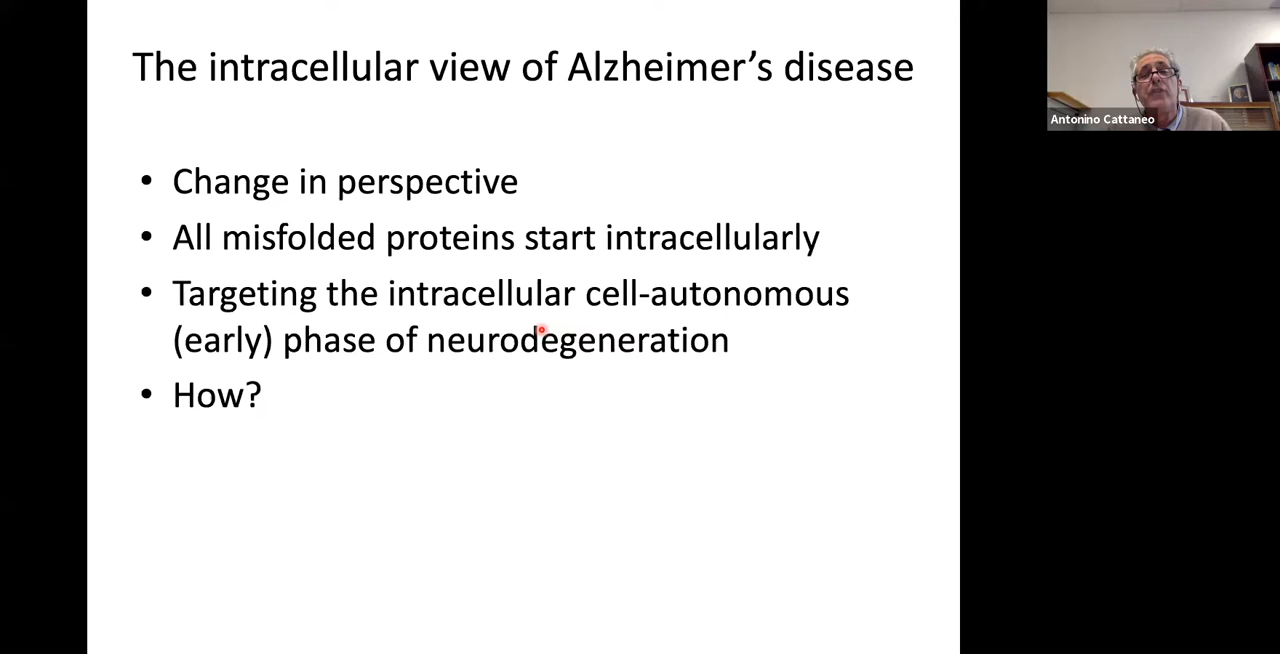 The intracellular view of Alzheimer’s disease
• Change in perspective
• All misfolded proteins start intracellularly
• Targeting the intracellular cell-autonomous
(early) phase of neurodegeneration
• How?
Antonino Cattaneo